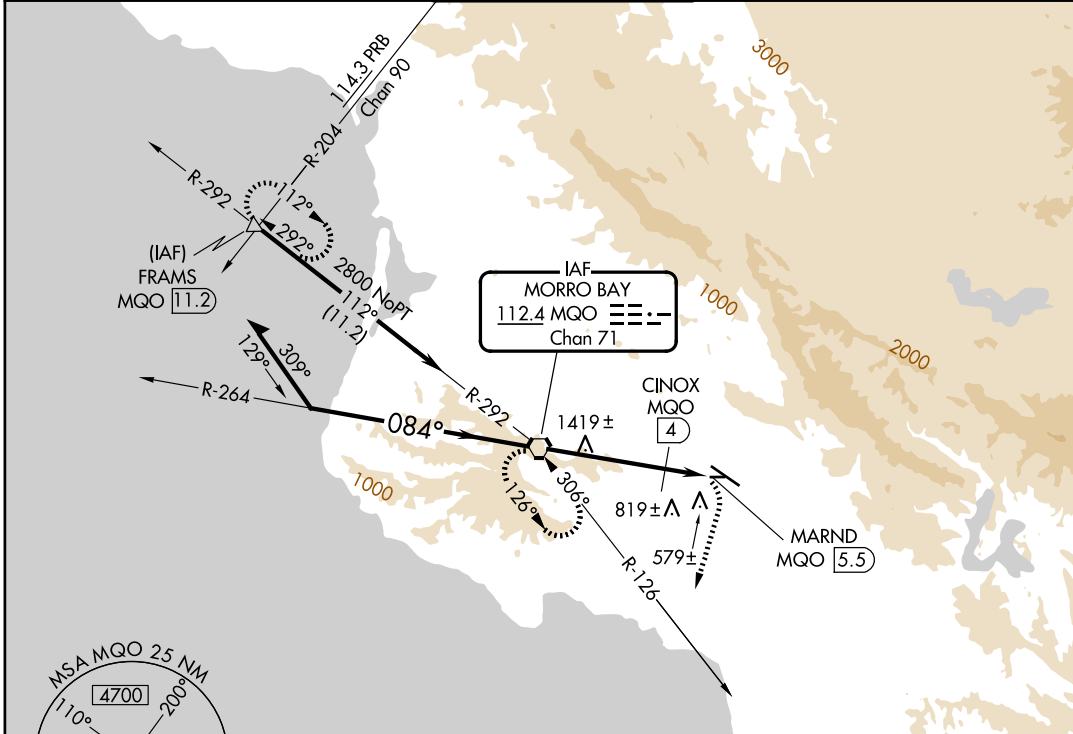 3000
114.3 PRB
Chan 90
R-204
R-292
112°
292°
(IAF)
FRAMS
MQO 11.2
2800 NoPT
112°
(11.2)
IAF
MORRO BAY
112.4 MQO
Chan 71
1000
2000
309°
129°
R-264
084°
R-292
1419±
CINOX
MQO
4
1000
126°
306°
819±
579±
MARND
MQO 5.5
R-126
MSA MQO 25 NM
4700
110°
200°